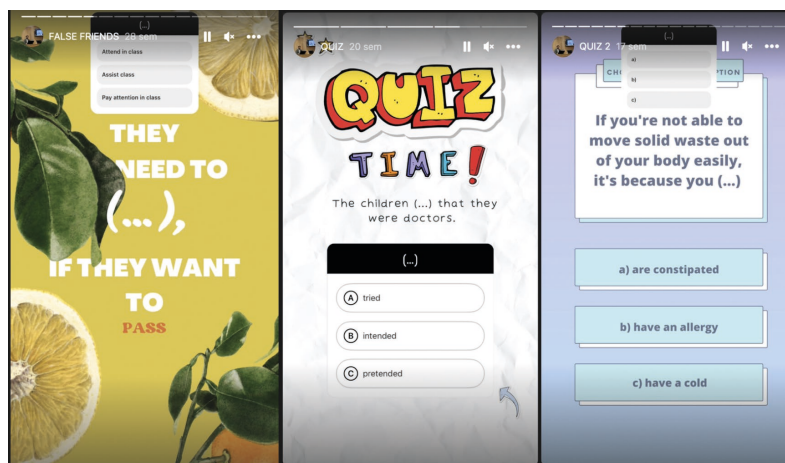 FALSE FRIENDS 28 sem
(...)
Attend in class
Assist class
Pay attention in class
THEY
NEED TO
(...),
IF THEY WANT
TO
PASS
QUIZ 20 sem
QUIZ
TIME!
The children (...) that they
were doctors.
(...)
A tried
B intended
C pretended
QUIZ 2 17 sem
(...)
a)
b)
c)
If you're not able to
move solid waste out
of your body easily,
it's because you (...)
a) are constipated
b) have an allergy
c) have a cold